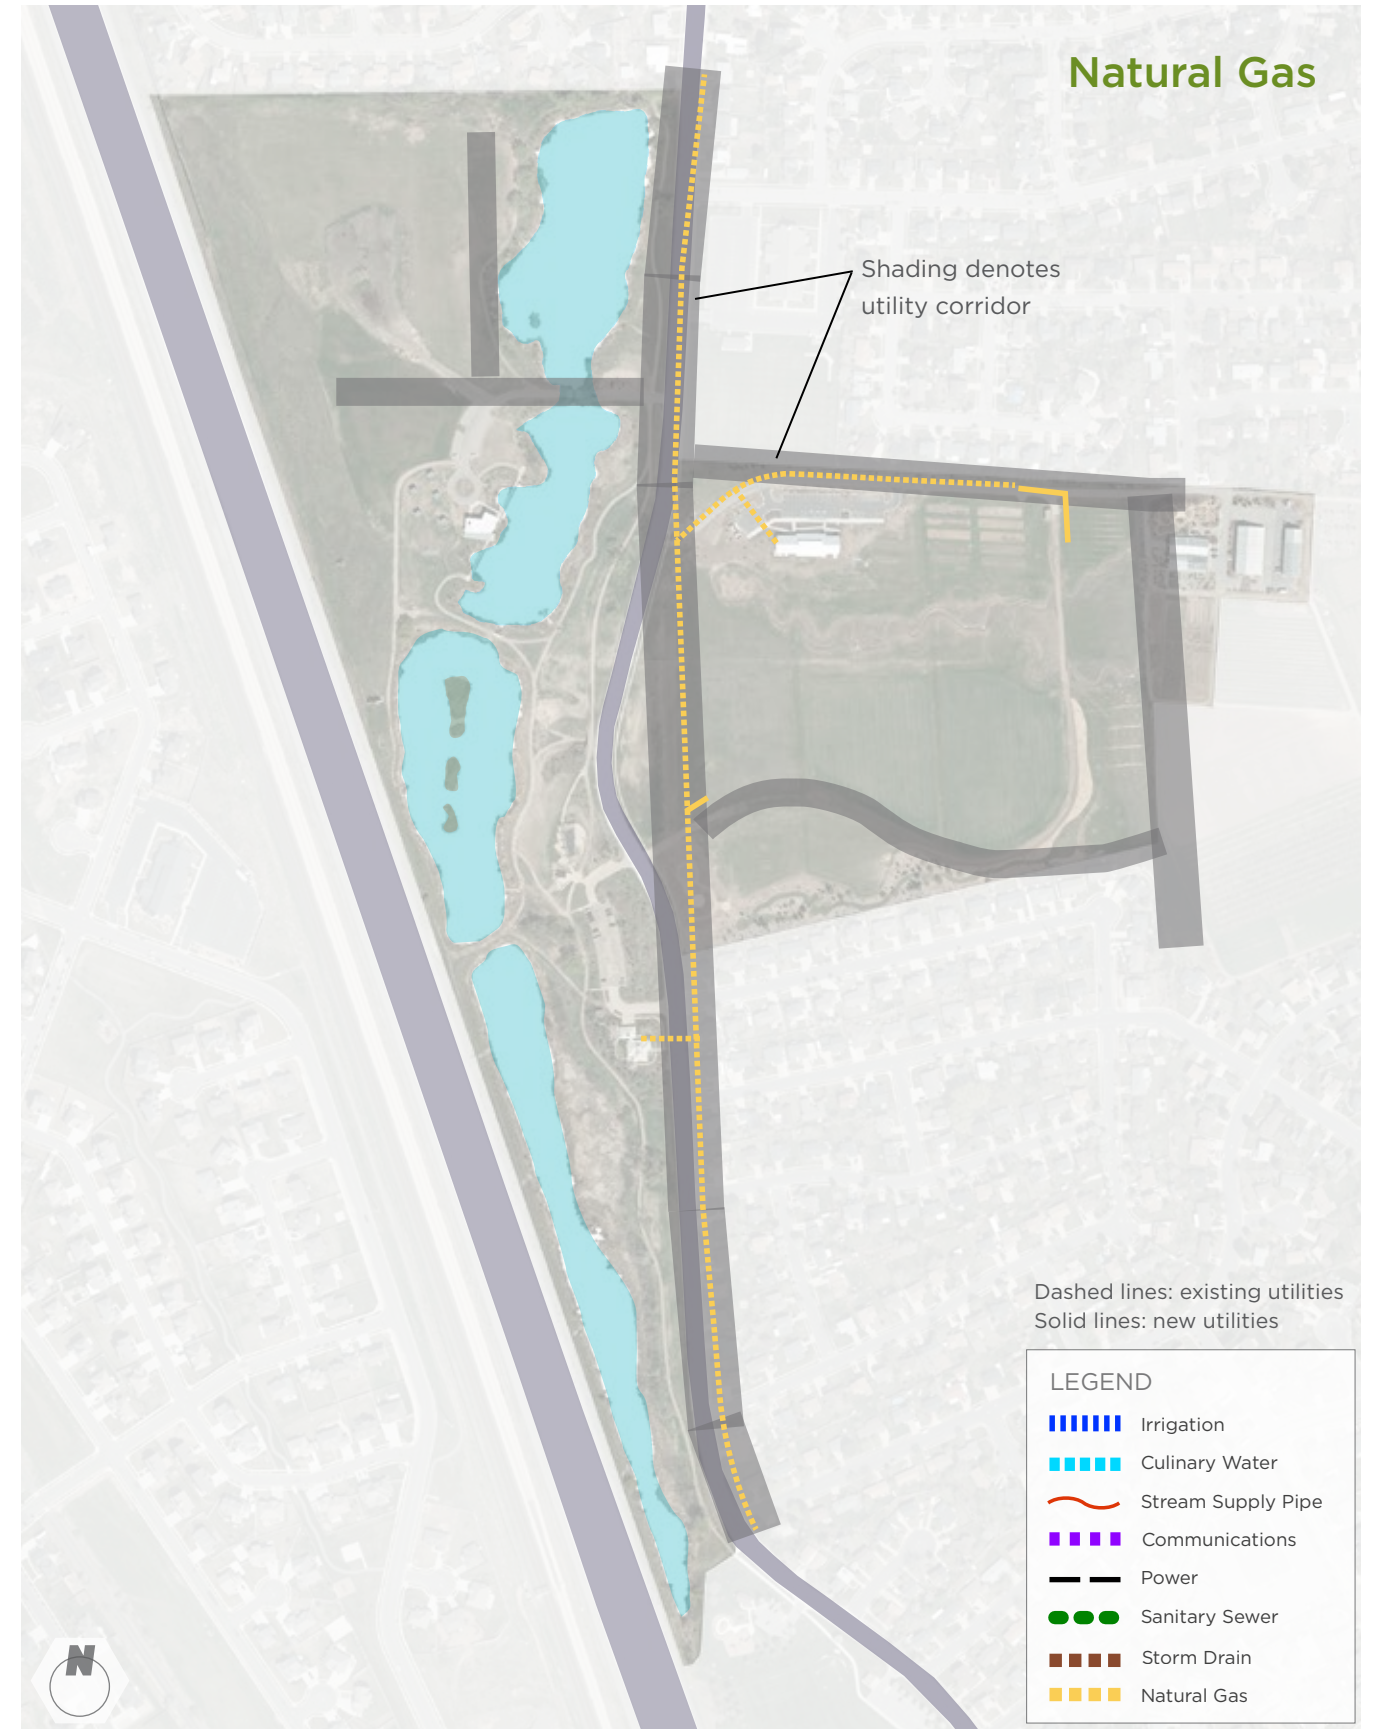 Natural Gas
Shading denotes
utility corridor
Dashed lines: existing utilities
Solid lines: new utilities
LEGEND
Irrigation
Culinary Water
Stream Supply Pipe
Communications
Power
Sanitary Sewer
Storm Drain
Natural Gas
N